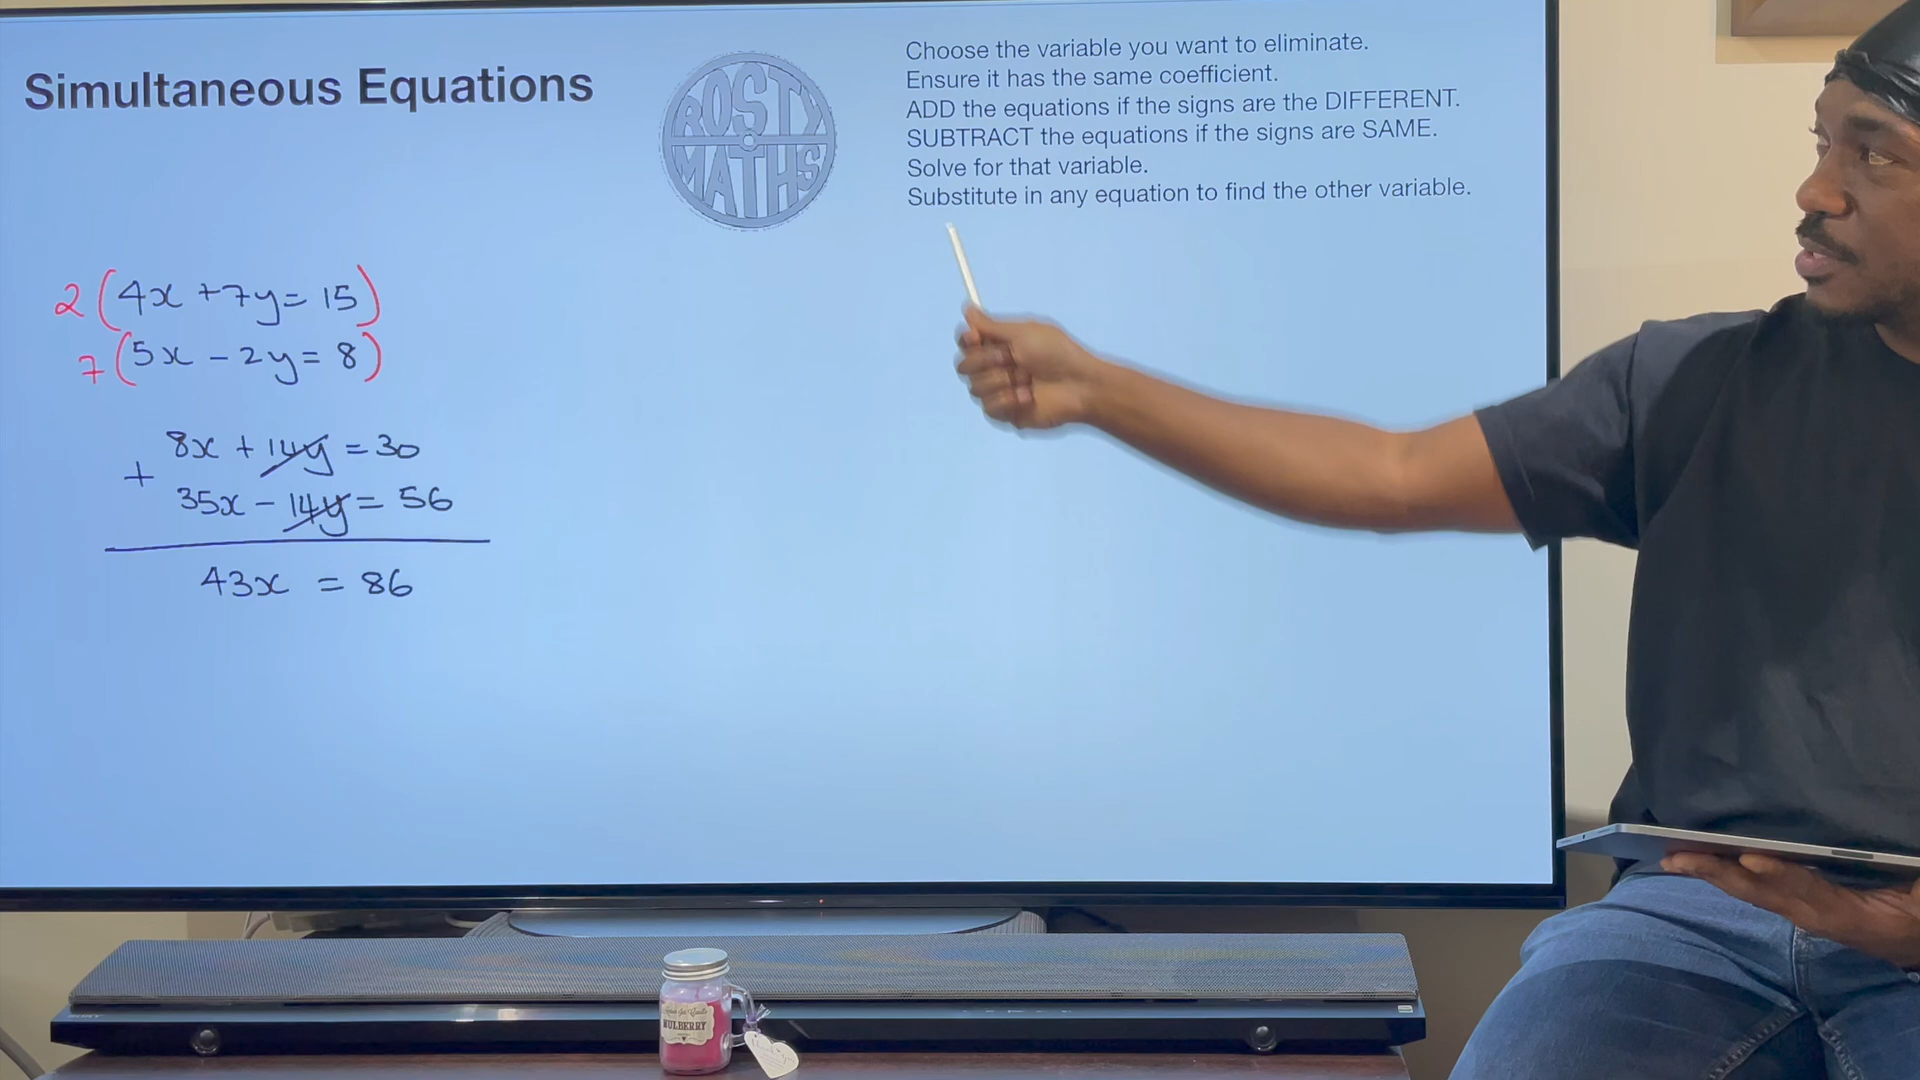 Simultaneous Equations
ROSTY
MATHS
Choose the variable you want to eliminate.
Ensure it has the same coefficient.
ADD the equations if the signs are the DIFFERENT.
SUBTRACT the equations if the signs are SAME.
Solve for that variable.
Substitute in any equation to find the other variable.
2(4x+7y=15)
7(5x-2y=8)
8x+14y=30
+
35x-14y=56
43x=86
MULBERRY